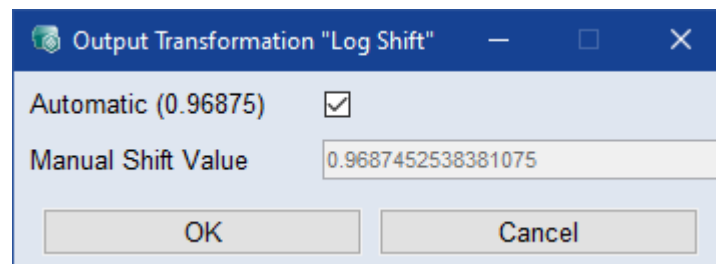 Output Transformation "Log Shift"
Automatic (0.96875)
Manual Shift Value 0.9687452538381075
OK Cancel